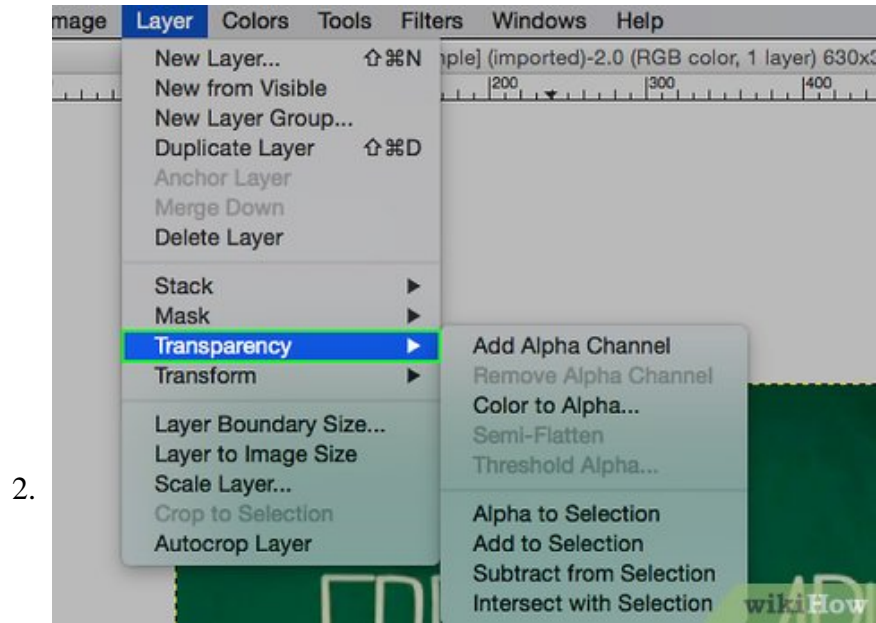 mage Layer Colors Tools Filters Windows Help
New Layer... ⇧⌘N
nple] (imported)-2.0 (RGB color, 1 layer) 630x3
200 300 400
New from Visible
New Layer Group...
Duplicate Layer ⇧⌘D
Anchor Layer
Merge Down
Delete Layer
Stack
Mask
Transparency
Transform
Layer Boundary Size...
Layer to Image Size
Scale Layer...
Crop to Selection
Autocrop Layer
Add Alpha Channel
Remove Alpha Channel
Color to Alpha...
Semi-Flatten
Threshold Alpha...
Alpha to Selection
Add to Selection
Subtract from Selection
Intersect with Selection
2.
wikiHow